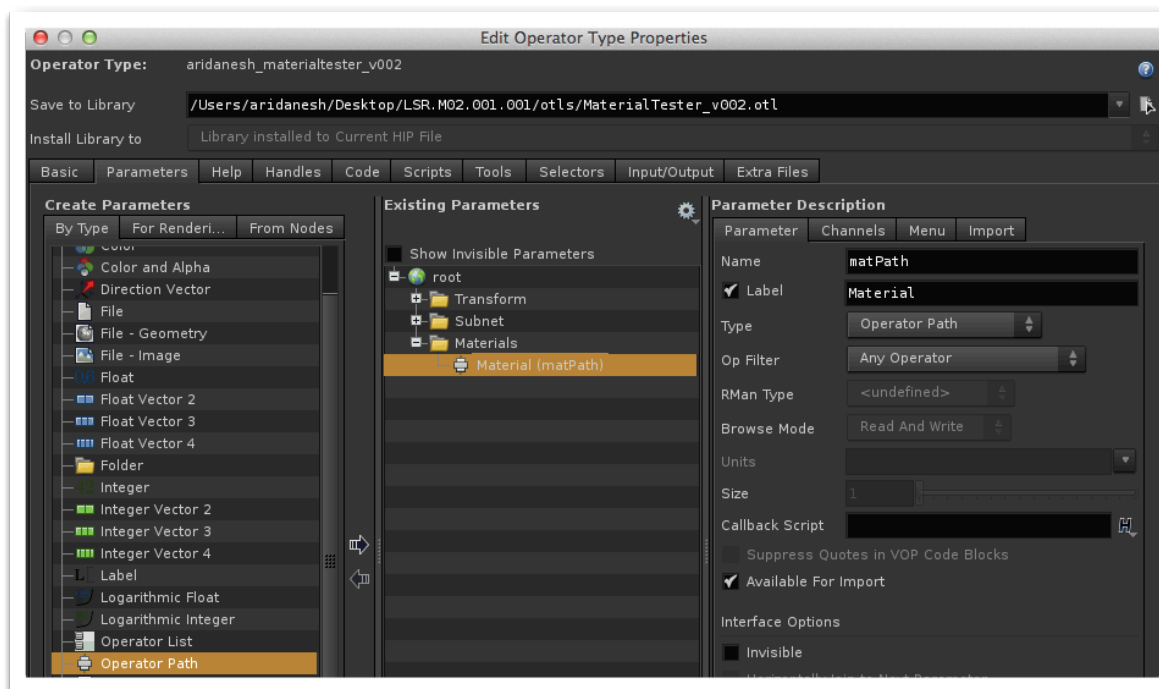 Edit Operator Type Properties
Operator Type: aridanesh_materialtester_v002
Save to Library /Users/aridanesh/Desktop/LSR.M02.001.001/otls/MaterialTester_v002.otl
Install Library to Library installed to Current HIP File
Basic Parameters Help Handles Code Scripts Tools Selectors Input/Output Extra Files
Create Parameters
By Type For Renderi... From Nodes
Color
Color and Alpha
Direction Vector
File
File - Geometry
File - Image
Float
Float Vector 2
Float Vector 3
Float Vector 4
Folder
Integer
Integer Vector 2
Integer Vector 3
Integer Vector 4
Label
Logarithmic Float
Logarithmic Integer
Operator List
Operator Path
Existing Parameters
Show Invisible Parameters
root
Transform
Subnet
Materials
Material (matPath)
Parameter Description
Parameter Channels Menu Import
Name matPath
Label Material
Type Operator Path
Op Filter Any Operator
RMan Type <undefined>
Browse Mode Read And Write
Units
Size 1
Callback Script
Suppress Quotes in VOP Code Blocks
Available For Import
Interface Options
Invisible
Horizontally Join to Next Parameter